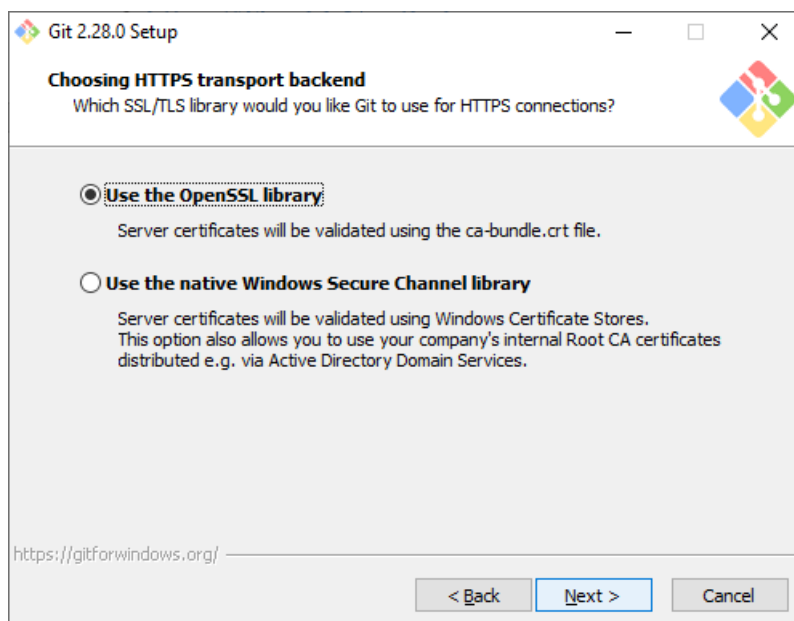 Git 2.28.0 Setup
Choosing HTTPS transport backend
Which SSL/TLS library would you like Git to use for HTTPS connections?
Use the OpenSSL library
Server certificates will be validated using the ca-bundle.crt file.
Use the native Windows Secure Channel library
Server certificates will be validated using Windows Certificate Stores.
This option also allows you to use your company's internal Root CA certificates
distributed e.g. via Active Directory Domain Services.
https://gitforwindows.org/
< Back Next > Cancel